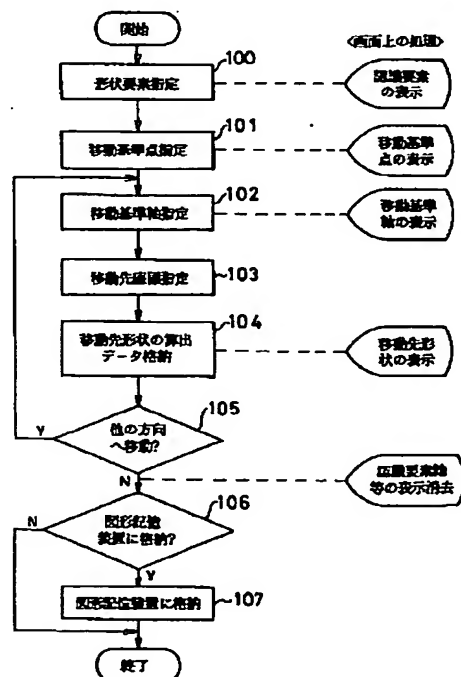 開始
<画面上の処理>
100
形状要素指定
認識要素
の表示
101
移動基準点指定
移動基準
点の表示
102
移動基準軸指定
移動基準
軸の表示
103
移動先座標指定
104
移動先形状の算出
データ格納
移動先形
状の表示
105
他の方向
へ移動?
Y
N
認識要素軸
等の表示消去
106
図形記憶
装置に格納?
N
Y
107
図形記憶装置に格納
終了